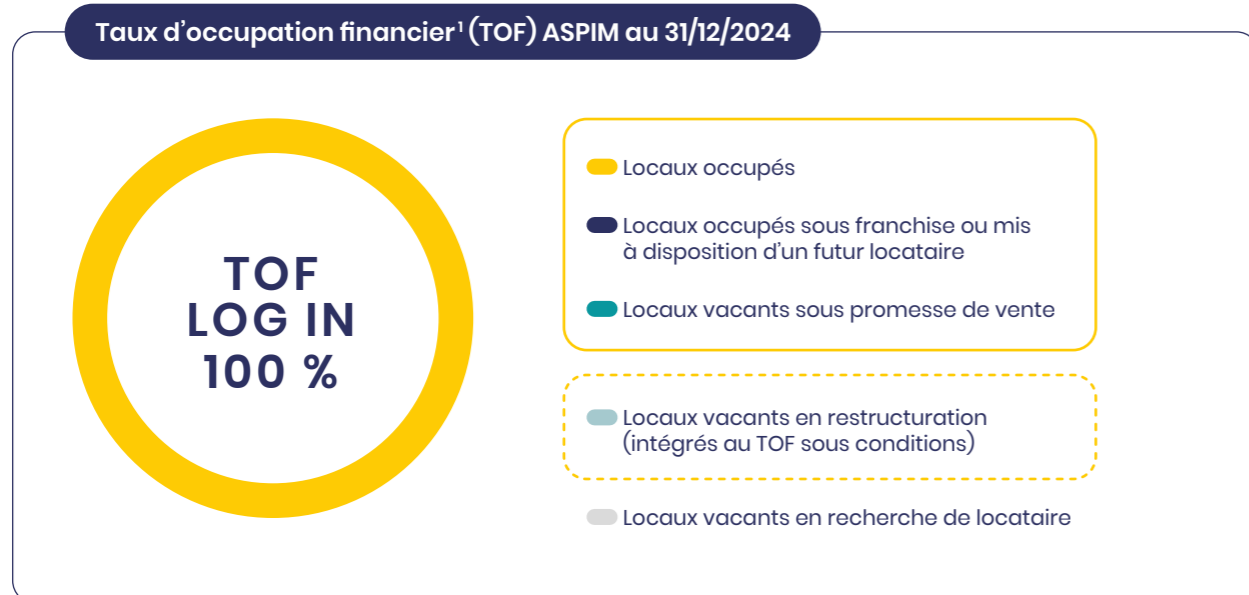 Taux d’occupation financier¹ (TOF) ASPIM au 31/12/2024
TOF
LOG IN
100 %
Locaux occupés
Locaux occupés sous franchise ou mis
à disposition d’un futur locataire
Locaux vacants sous promesse de vente
Locaux vacants en restructuration
(intégrés au TOF sous conditions)
Locaux vacants en recherche de locataire